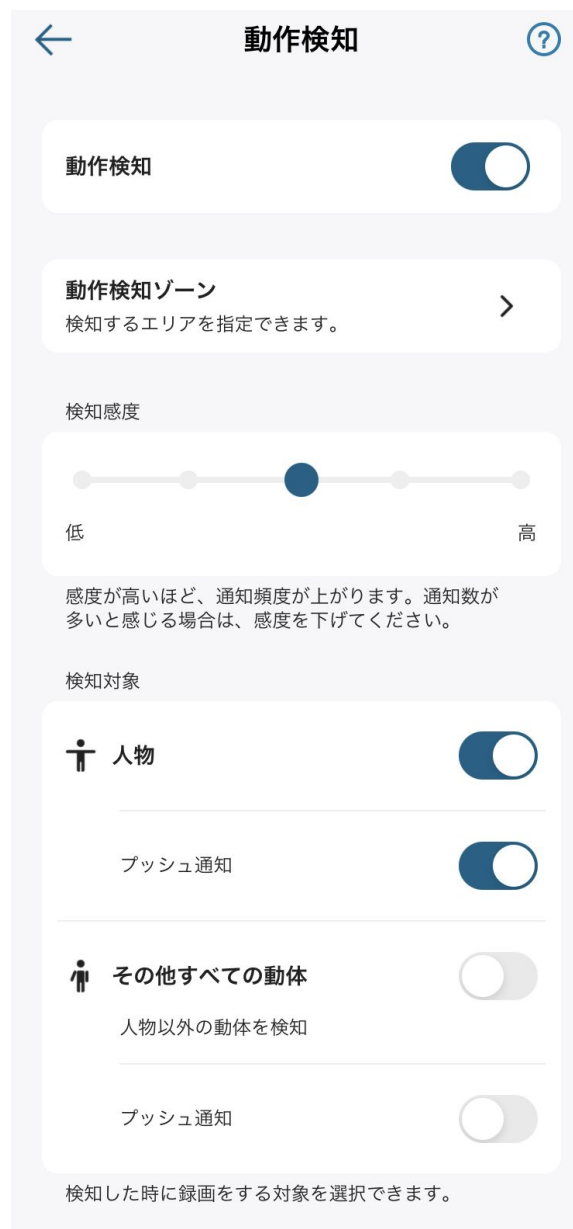 動作検知
動作検知
動作検知ゾーン
検知するエリアを指定できます。
検知感度
低
高
感度が高いほど、通知頻度が上がります。通知数が
多いと感じる場合は、感度を下げてください。
検知対象
人物
プッシュ通知
その他すべての動体
人物以外の動体を検知
プッシュ通知
検知した時に録画をする対象を選択できます。